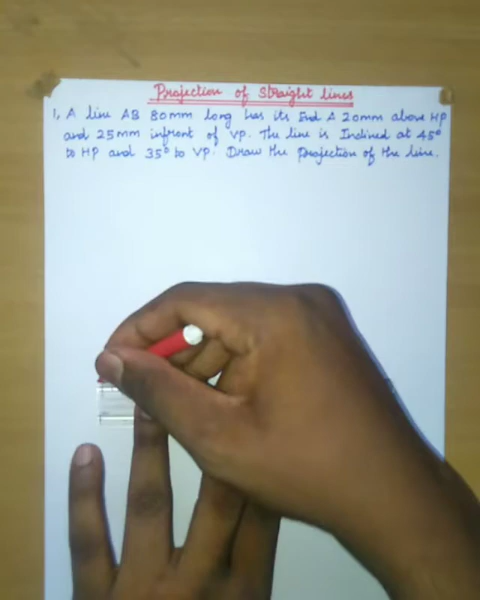 Projection of Straight lines
1, A line AB 80mm long has its End A 20mm above HP
and 25mm infront of VP. The line is Inclined at 45°
to HP and 35° to VP. Draw the projection of the line.